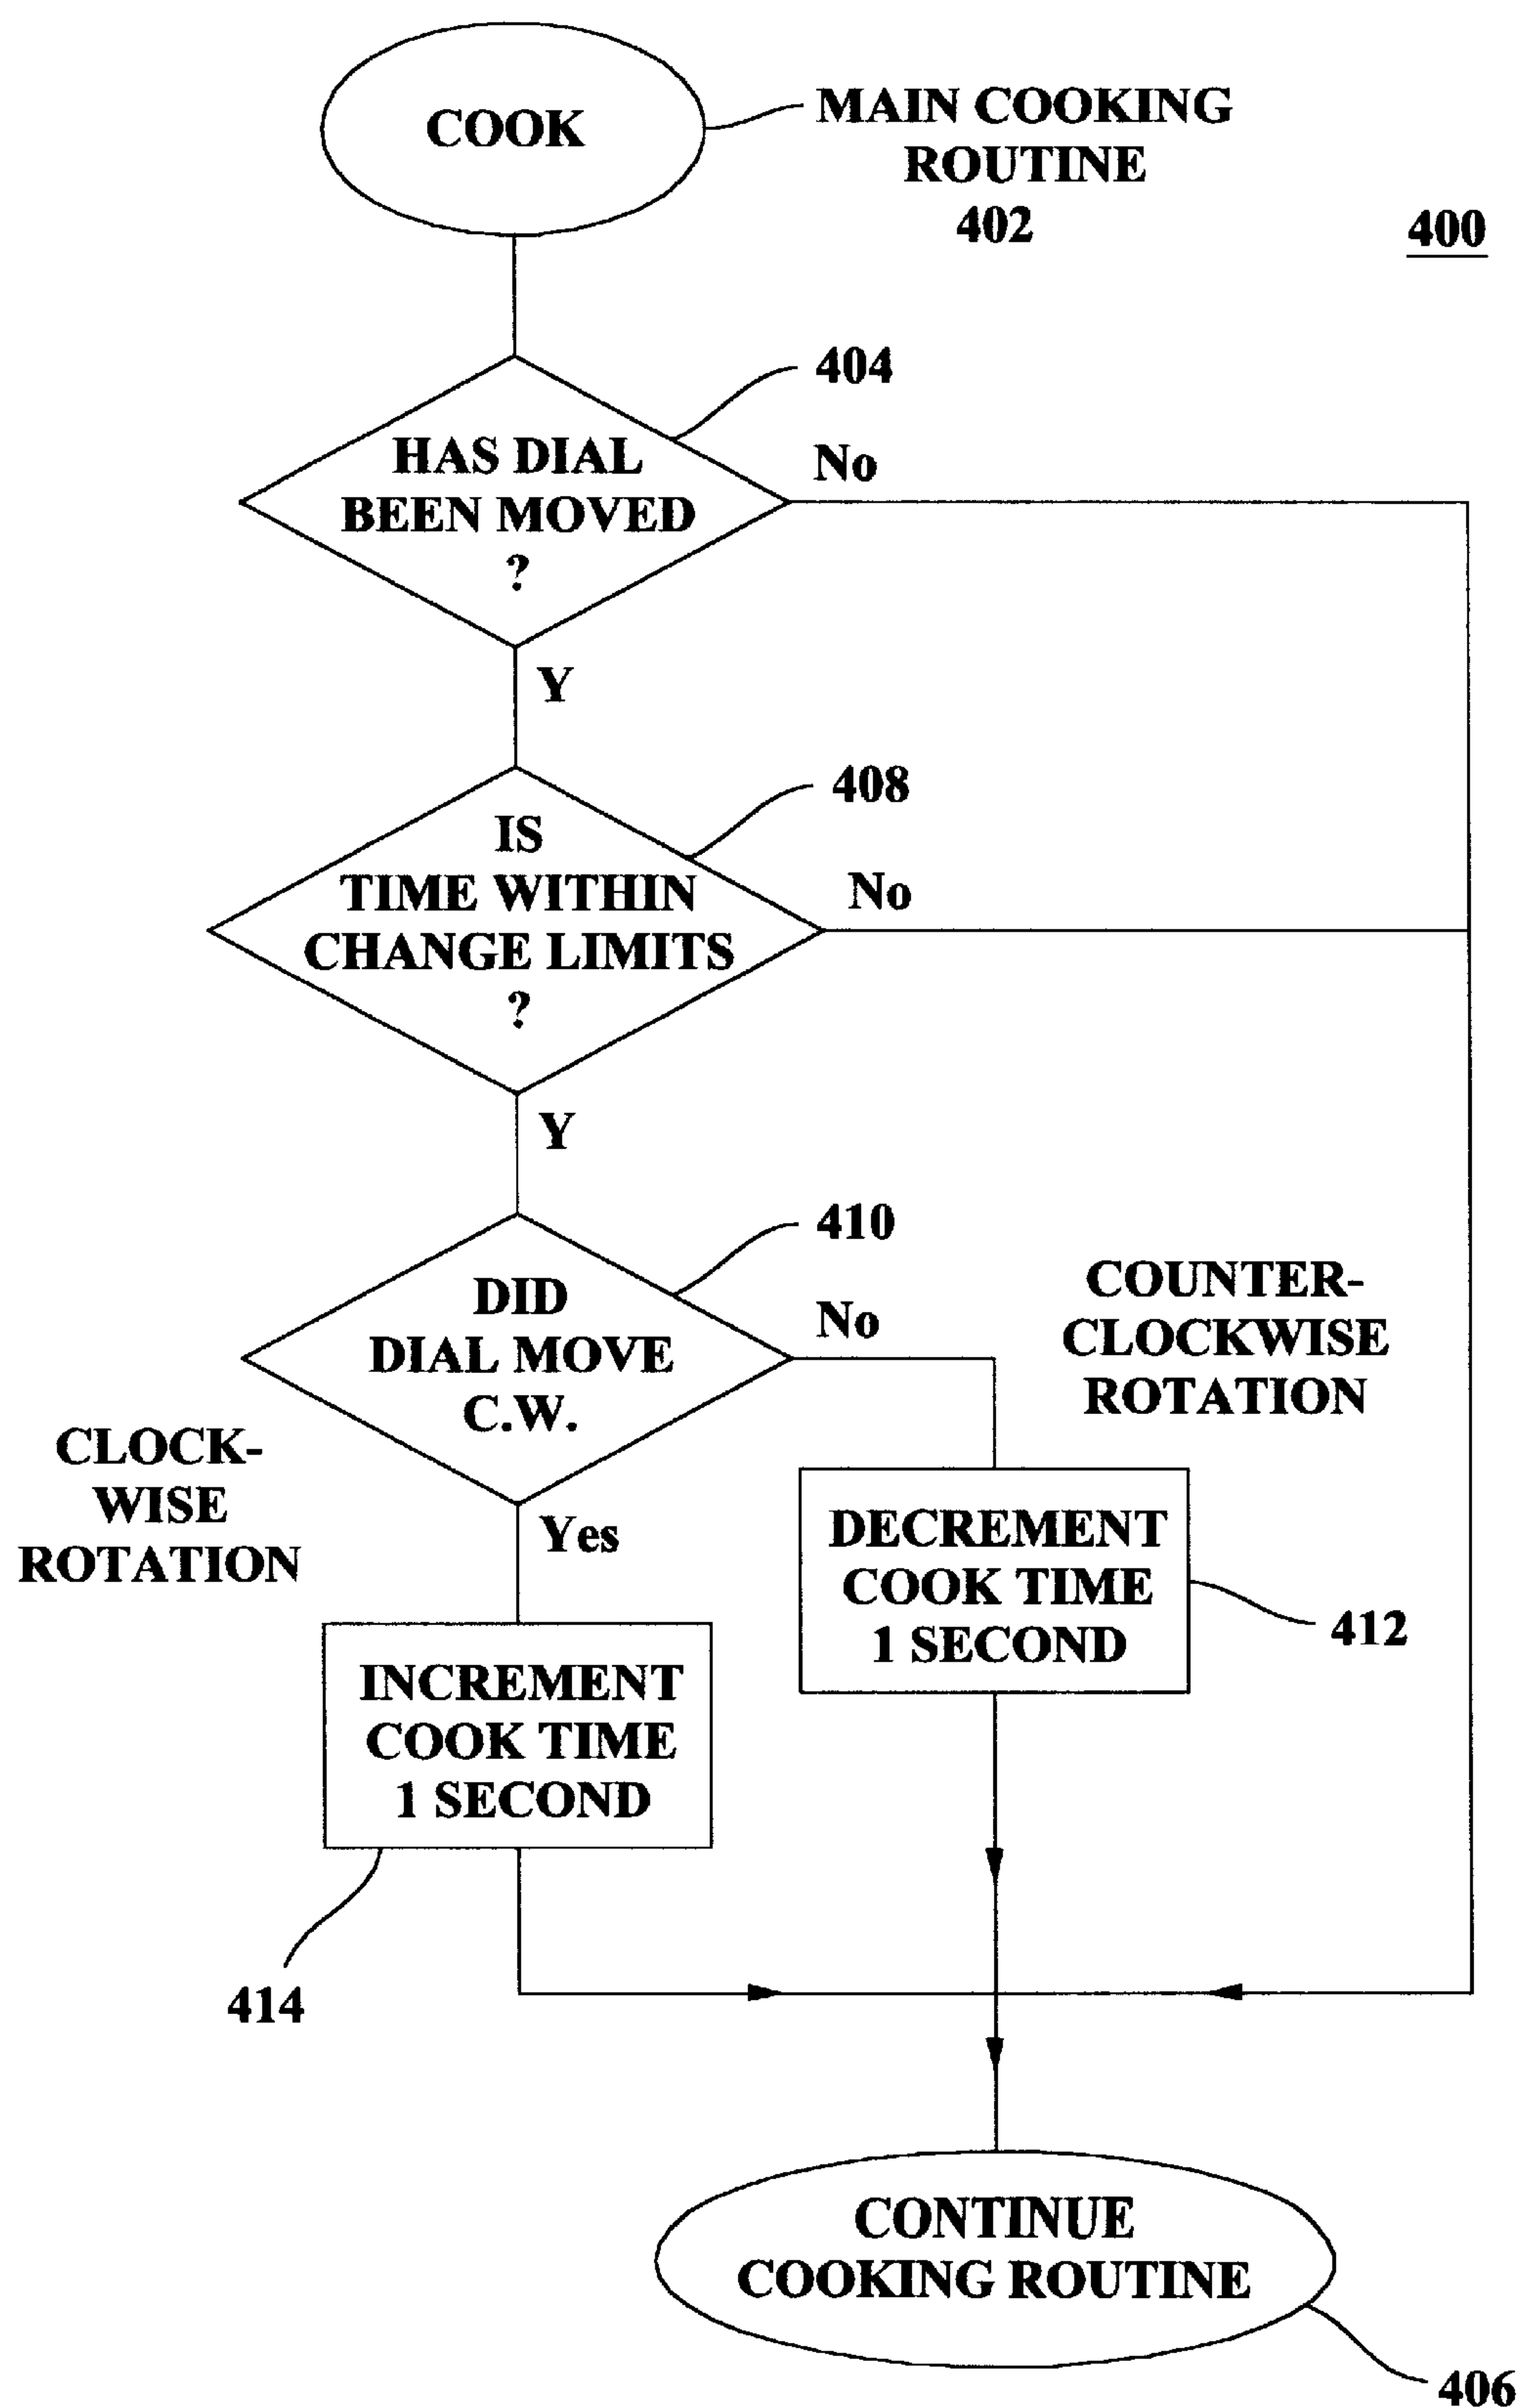 COOK
MAIN COOKING
ROUTINE
402
400
404
HAS DIAL
BEEN MOVED
?
No
Y
408
IS
TIME WITHIN
CHANGE LIMITS
?
No
Y
410
DID
DIAL MOVE
C.W.
No
COUNTER-
CLOCKWISE
ROTATION
CLOCK-
WISE
ROTATION
Yes
DECREMENT
COOK TIME
1 SECOND
412
INCREMENT
COOK TIME
1 SECOND
414
CONTINUE
COOKING ROUTINE
406